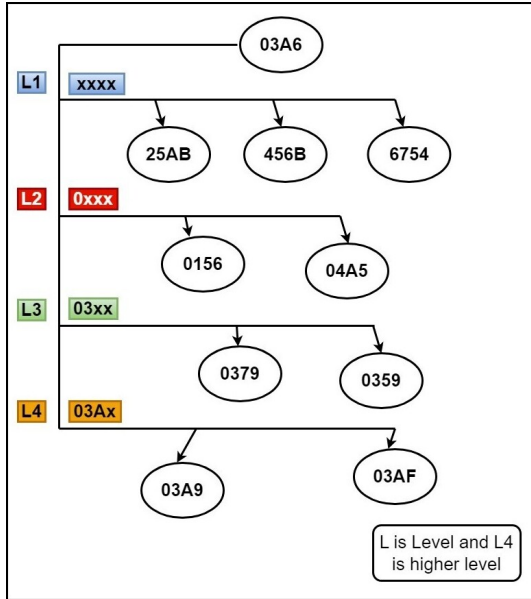 03A6
L1 xxxx
25AB 456B 6754
L2 0xxx
0156 04A5
L3 03xx
0379 0359
L4 03Ax
03A9 03AF
L is Level and L4
is higher level